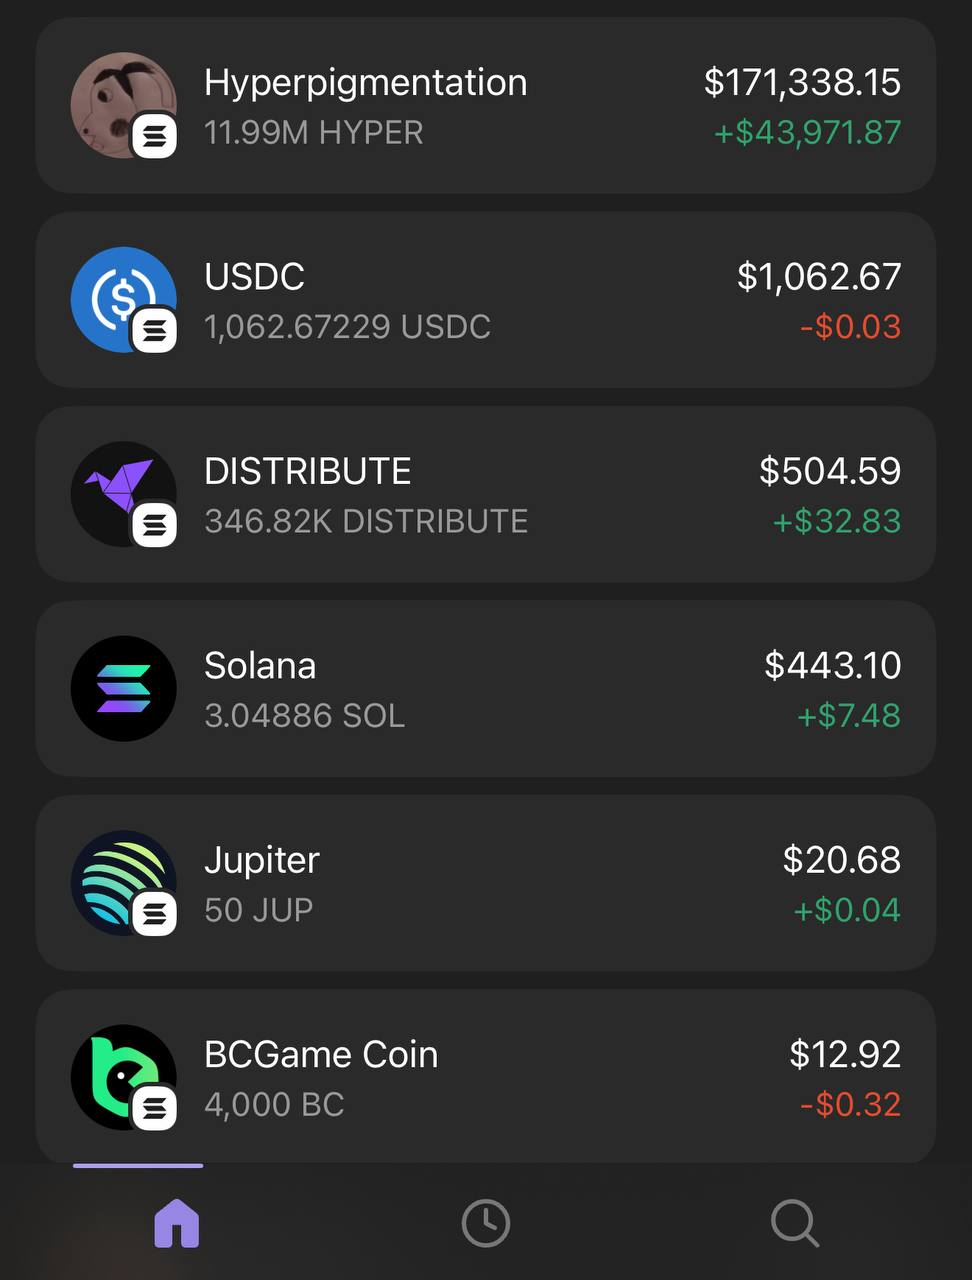 Hyperpigmentation
$171,338.15
11.99M HYPER
+$43,971.87
USDC
$1,062.67
1,062.67229 USDC
-$0.03
DISTRIBUTE
$504.59
346.82K DISTRIBUTE
+$32.83
Solana
$443.10
3.04886 SOL
+$7.48
Jupiter
$20.68
50 JUP
+$0.04
BCGame Coin
$12.92
4,000 BC
-$0.32